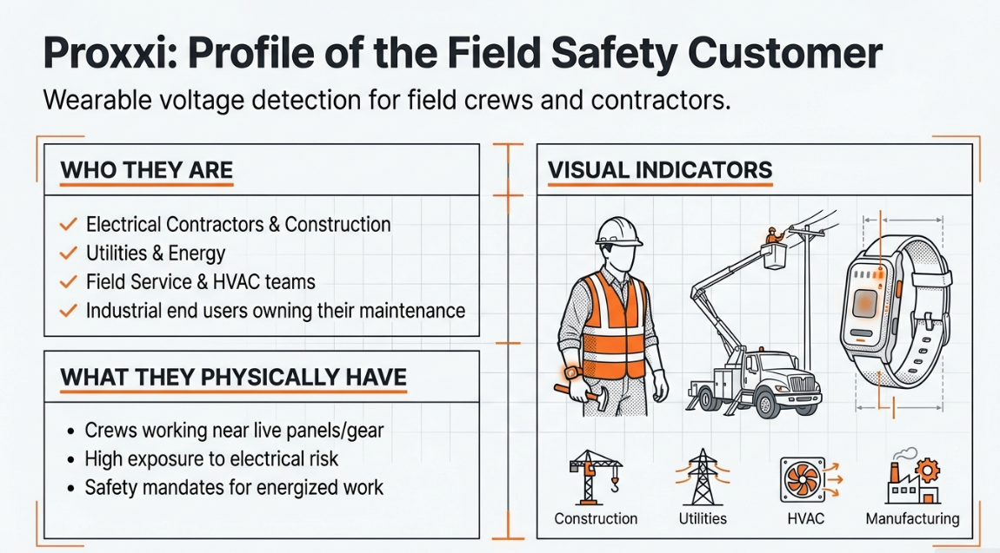 Proxxi: Profile of the Field Safety Customer
Wearable voltage detection for field crews and contractors.
WHO THEY ARE
Electrical Contractors & Construction
Utilities & Energy
Field Service & HVAC teams
Industrial end users owning their maintenance
WHAT THEY PHYSICALLY HAVE
Crews working near live panels/gear
High exposure to electrical risk
Safety mandates for energized work
VISUAL INDICATORS
Construction
Utilities
HVAC
Manufacturing